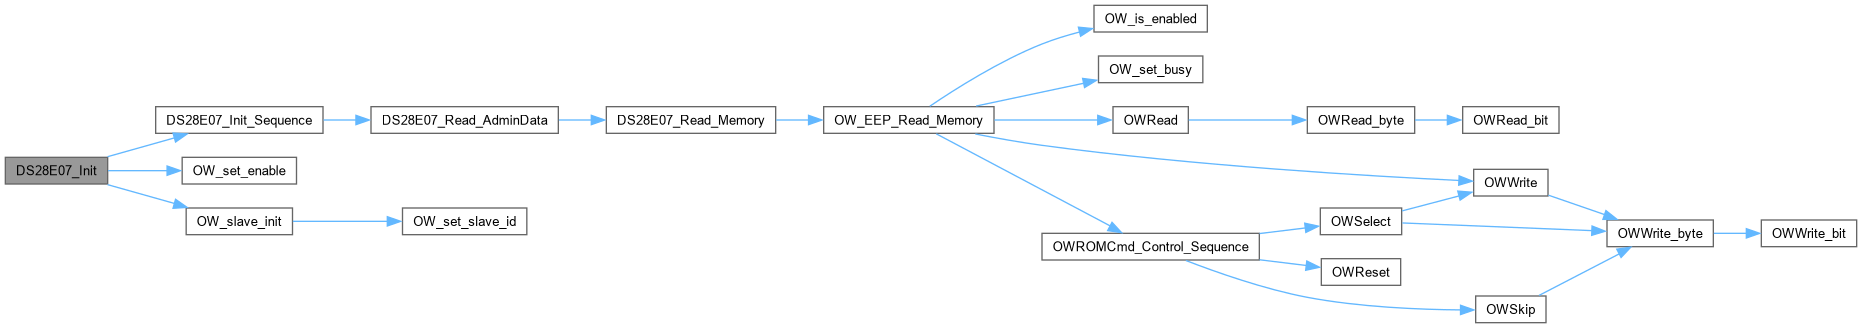 DS28E07_Init
DS28E07_Init_Sequence
OW_set_enable
OW_slave_init
DS28E07_Read_AdminData
OW_set_slave_id
DS28E07_Read_Memory
OW_EEP_Read_Memory
OW_is_enabled
OW_set_busy
OWRead
OWROMCmd_Control_Sequence
OWRead_byte
OWSelect
OWReset
OWRead_bit
OWWrite
OWSkip
OWWrite_byte
OWWrite_bit